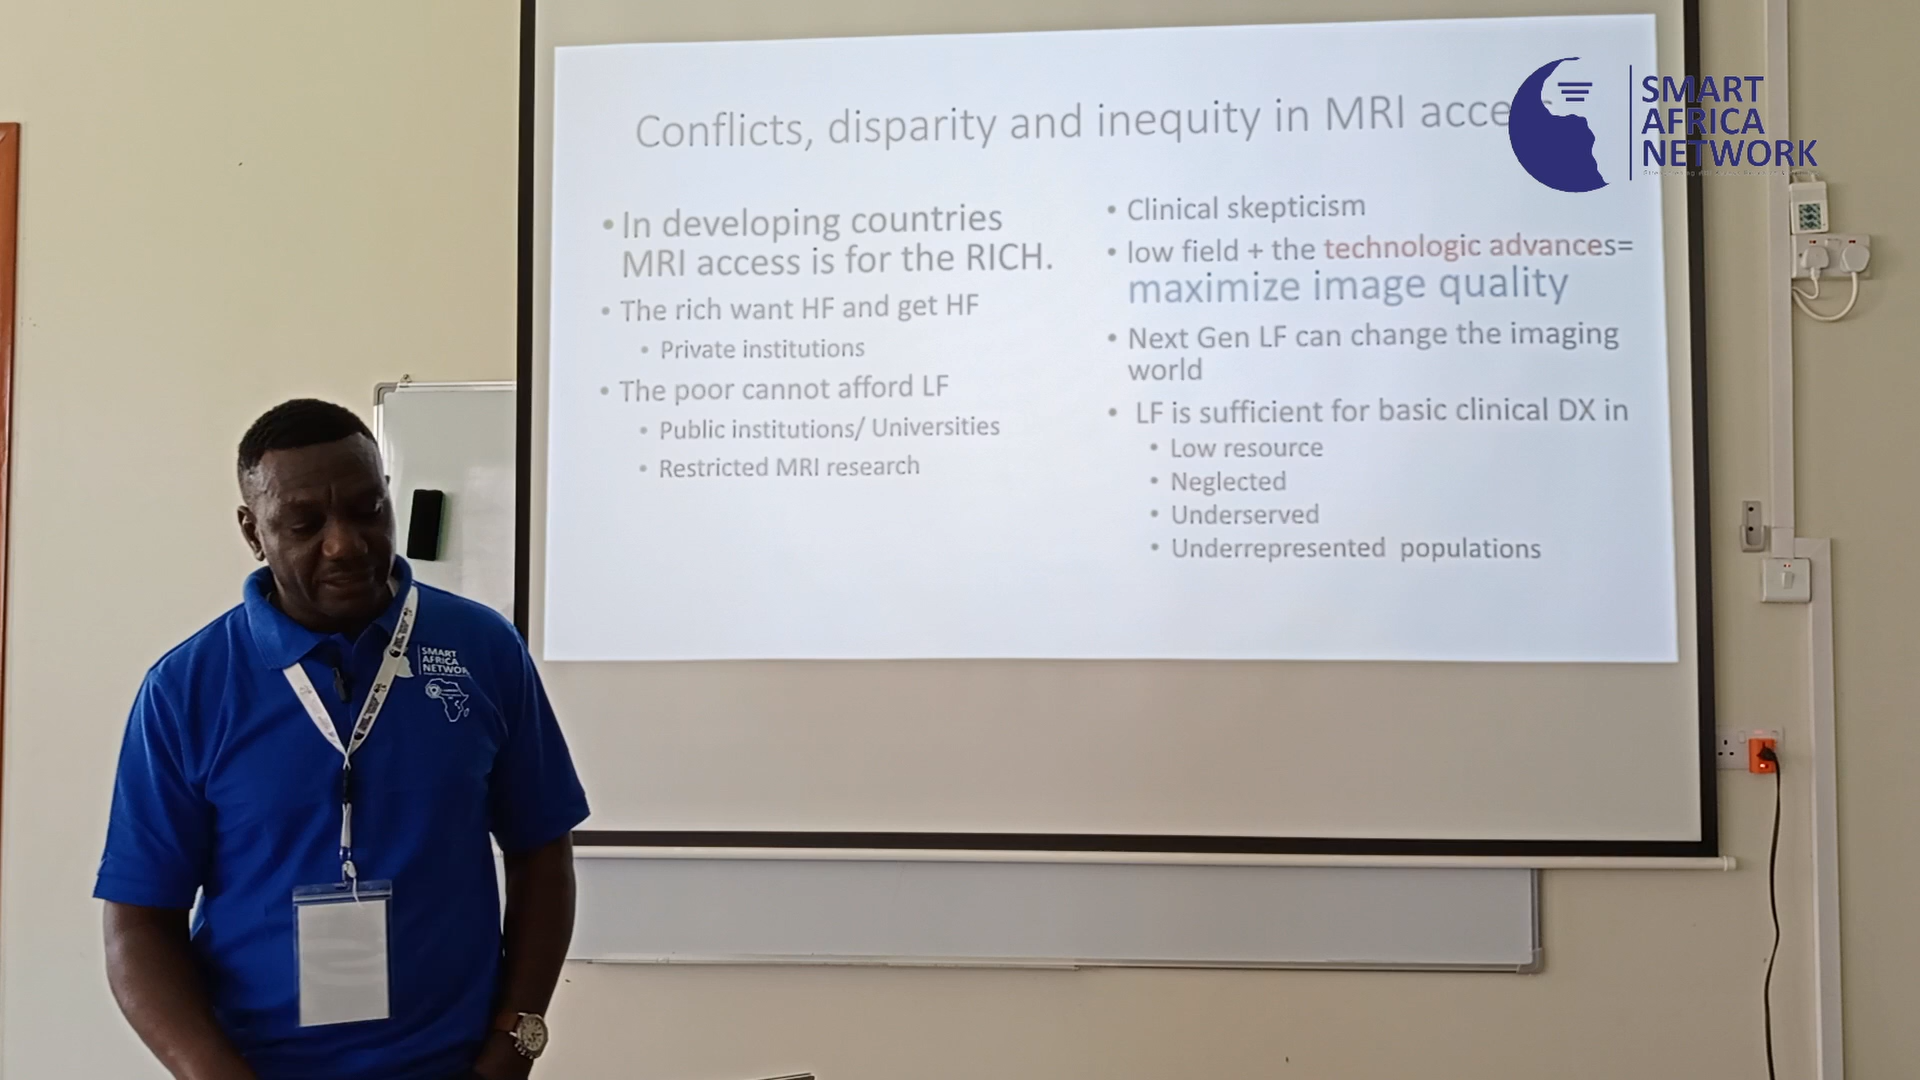 Conflicts, disparity and inequity in MRI
• In developing countries
MRI access is for the RICH.
• The rich want HF and get HF
• Private institutions
• The poor cannot afford LF
• Public institutions/ Universities
• Restricted MRI research
• Clinical skepticism
• low field + the technologic advances=
maximize image quality
• Next Gen LF can change the imaging
world
• LF is sufficient for basic clinical DX in
• Low resource
• Neglected
• Underserved
• Underrepresented populations
SMART
AFRICA
NETWORK
SMART
AFRICA
NETWOR